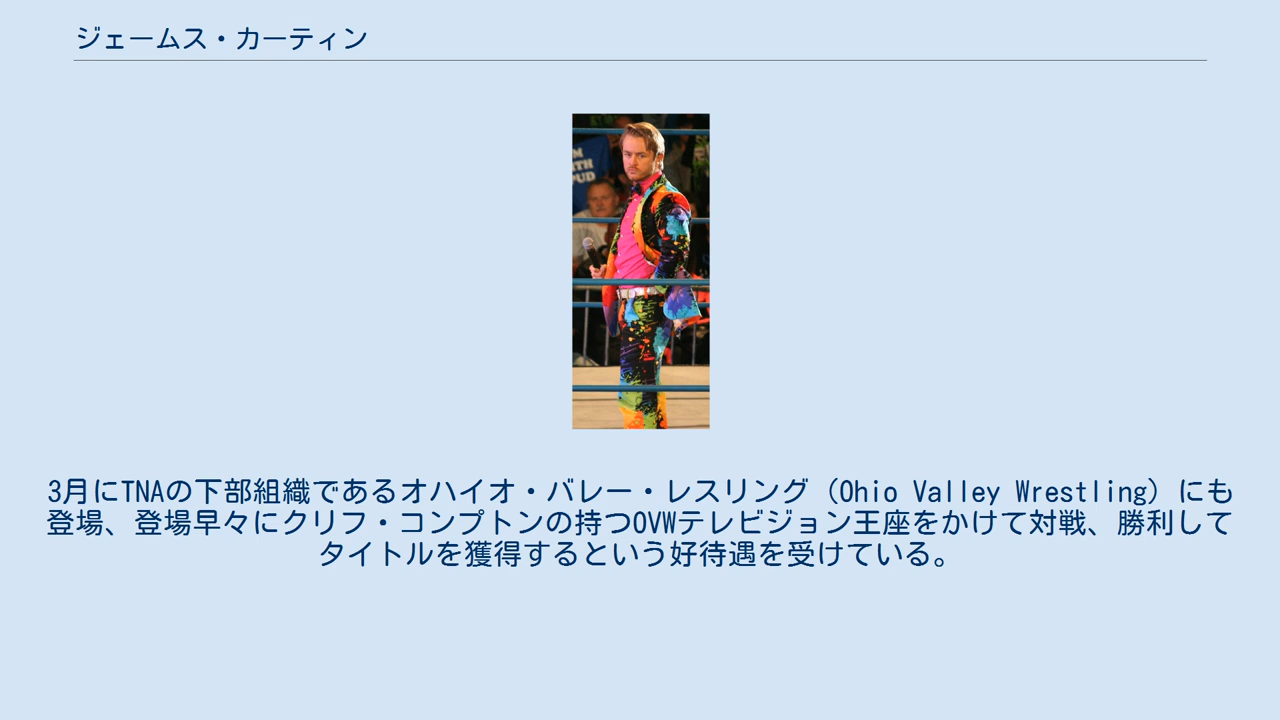 ジェームス・カーティン
M
TH
PUD
3月にTNAの下部組織であるオハイオ・バレー・レスリング（Ohio Valley Wrestling）にも
登場、登場早々にクリフ・コンプトンの持つOVWテレビジョン王座をかけて対戦、勝利して
タイトルを獲得するという好待遇を受けている。